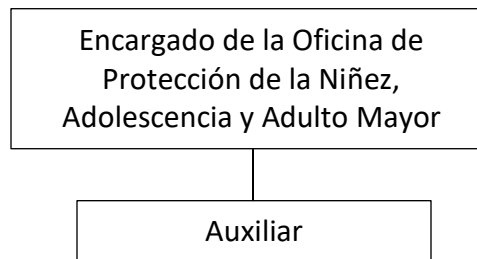 Encargado de la Oficina de
Protección de la Niñez,
Adolescencia y Adulto Mayor
Auxiliar